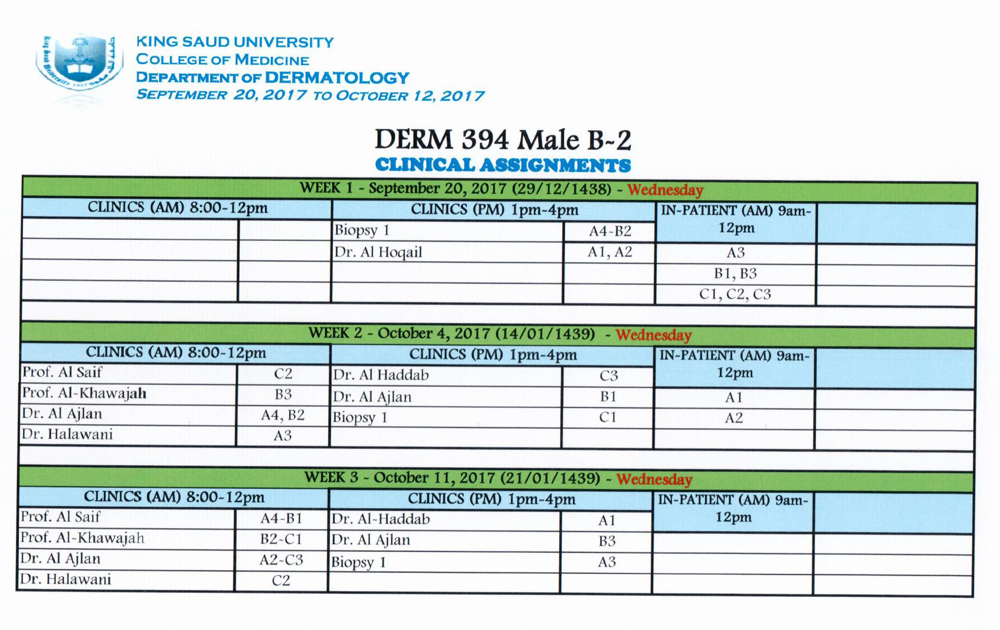 KING SAUD UNIVERSITY
COLLEGE OF MEDICINE
DEPARTMENT OF DERMATOLOGY
SEPTEMBER 20, 2017 TO OCTOBER 12, 2017
DERM 394 Male B~2
CLINICAL ASSIGNMENTS
WEEK 1 ~ September 20, 2017 (29/12/1438) ~ Wednesday
CLINICS (AM) 8:00~12pm CLINICS (PM) 1pm~4pm IN~PATIENT (AM) 9am~
12pm
Biopsy 1 A4~B2
Dr. Al Hoqail A1, A2 A3
B1, B3
C1, C2, C3
WEEK 2 ~ October 4, 2017 (14/01/1439) ~ Wednesday
CLINICS (AM) 8:00~12pm CLINICS (PM) 1pm~4pm IN~PATIENT (AM) 9am~
12pm
Prof. Al Saif C2 Dr. Al Haddab C3
Prof. Al~Khawajah B3 Dr. Al Ajlan B1 A1
Dr. Al Ajlan A4, B2 Biopsy 1 C1 A2
Dr. Halawani A3
WEEK 3 ~ October 11, 2017 (21/01/1439) ~ Wednesday
CLINICS (AM) 8:00~12pm CLINICS (PM) 1pm~4pm IN~PATIENT (AM) 9am~
12pm
Prof. Al Saif A4~B1 Dr. Al~Haddab A1
Prof. Al~Khawajah B2~C1 Dr. Al Ajlan B3
Dr. Al Ajlan A2~C3 Biopsy 1 A3
Dr. Halawani C2